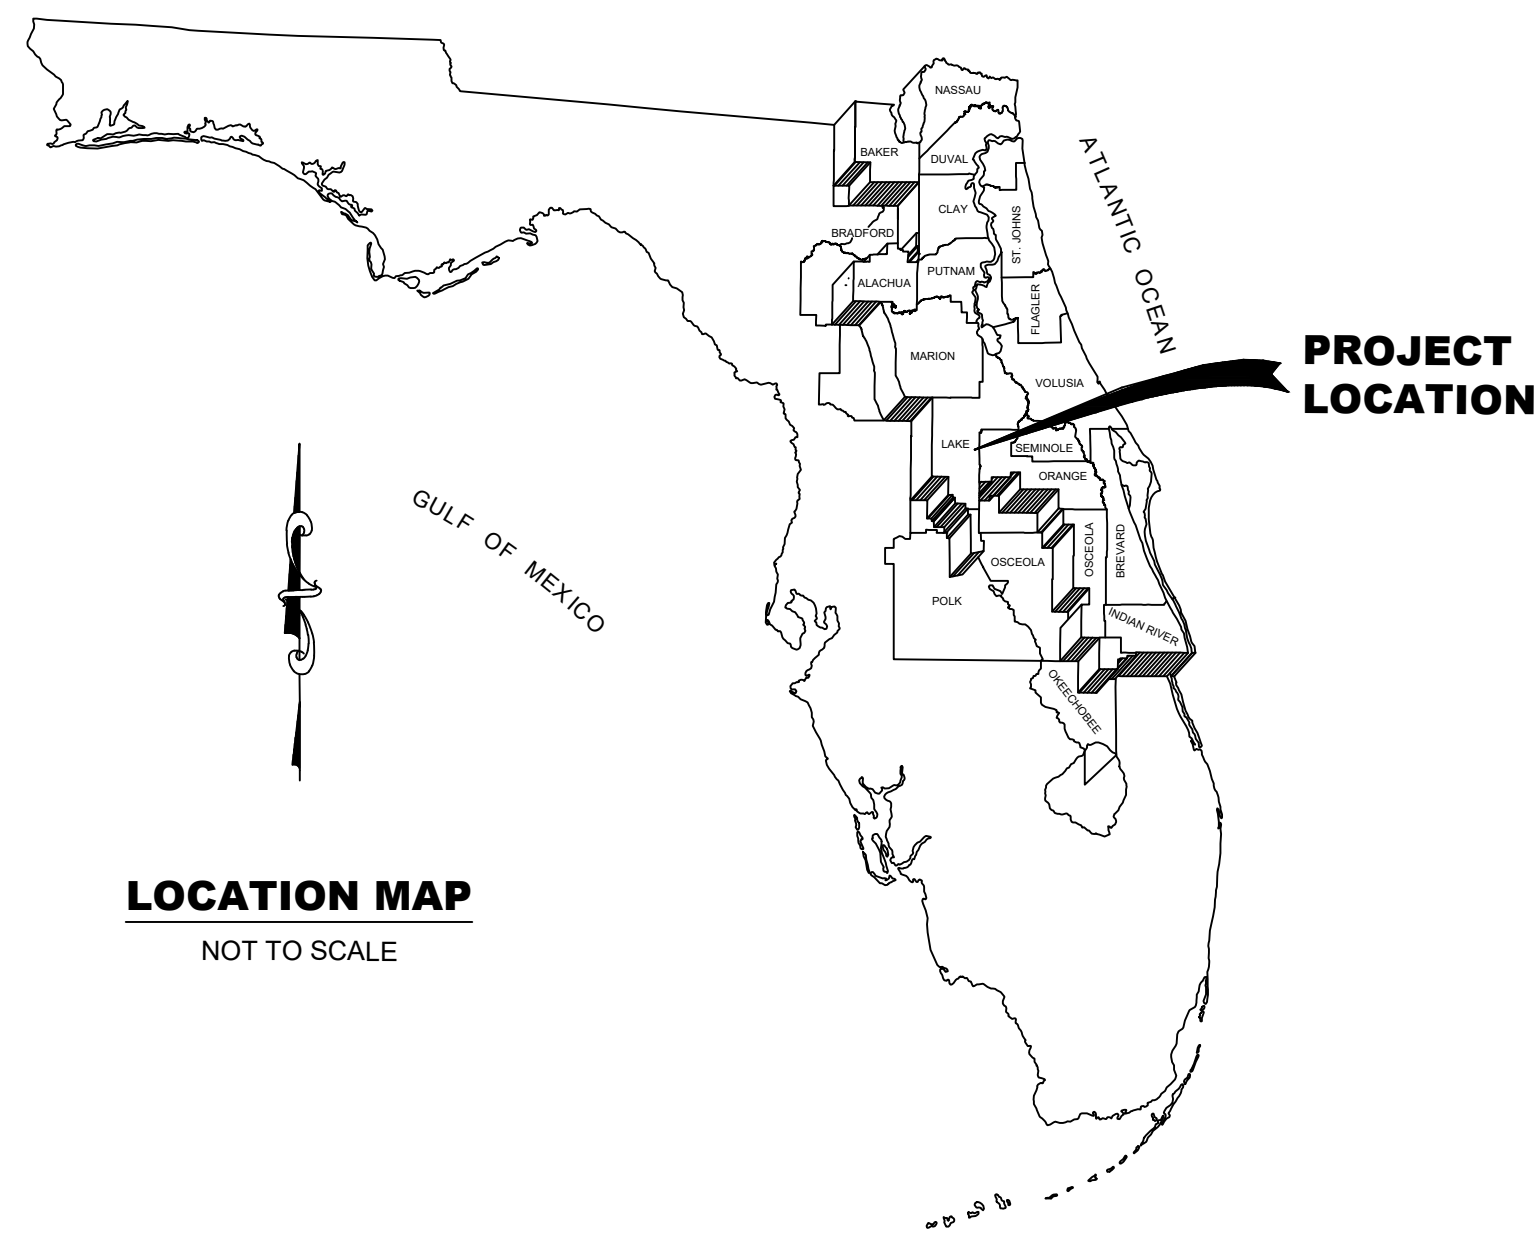 NASSAU
BAKER
DUVAL
CLAY
BRADFORD
ST. JOHNS
PUTNAM
ALACHUA
FLAGLER
MARION
VOLUSIA
LAKE
SEMINOLE
ORANGE
OSCEOLA
BREVARD
OSCEOLA
POLK
INDIAN RIVER
OKEECHOBEE
ATLANTIC OCEAN
PROJECT
LOCATION
GULF OF MEXICO
LOCATION MAP
NOT TO SCALE